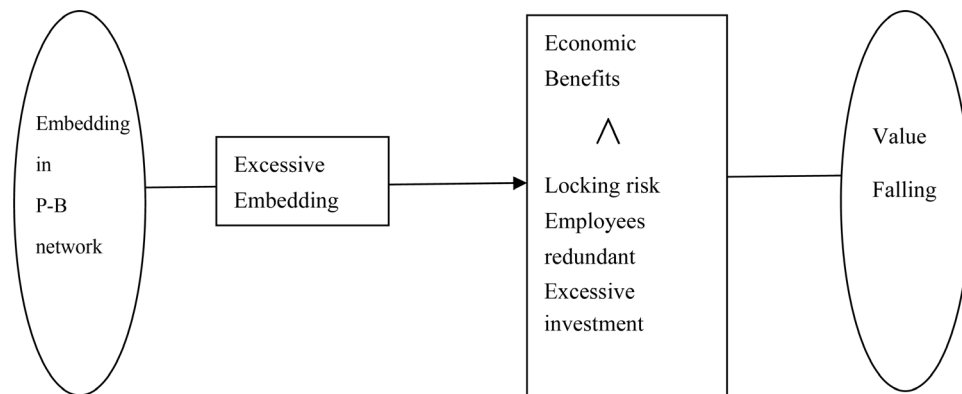 Embedding
in
P-B
network
Excessive
Embedding
Economic
Benefits
∧
Locking risk
Employees
redundant
Excessive
investment
Value
Falling